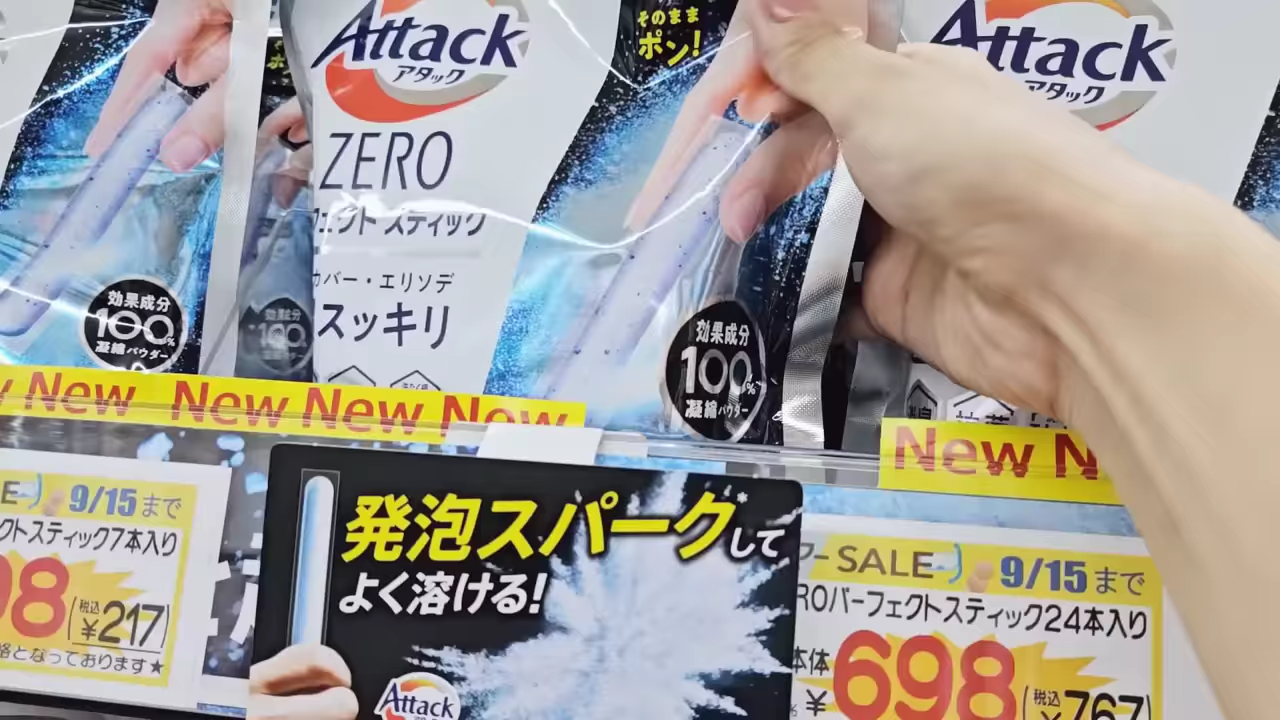 Attack
アタック
ZERO
フェクト スティック
カバー・エリソデ
スッキリ
そのまま
ポン!
効果成分
100%
凝縮パウダー
Attack
アタック
効果成分
100%
凝縮パウダー
効果成分
100
New New New New
New
9/15まで
クトスティック7本入り
98
税込
¥217
格となっております★
発泡スパーク*して
よく溶ける!
Attack
SALE 9/15まで
ROパーフェクトスティック24本入り
本体
¥698
税込
¥767